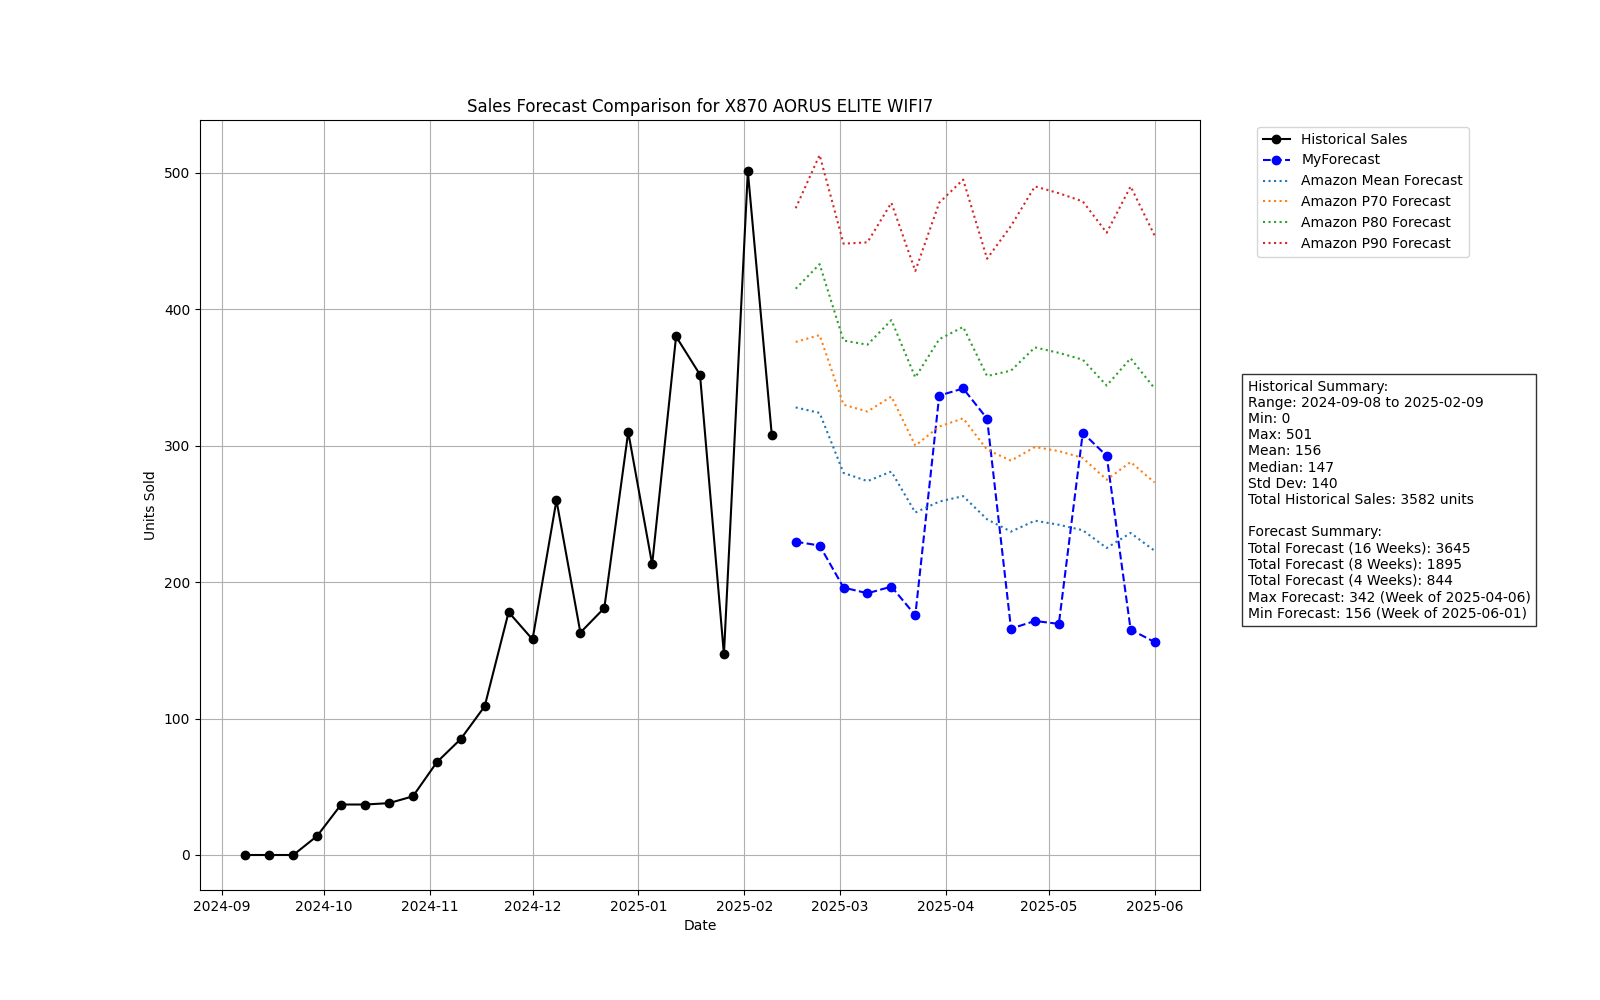 Sales Forecast Comparison for X870 AORUS ELITE WIFI7
Units Sold
500
400
300
200
100
0
2024-09 2024-10 2024-11 2024-12 2025-01 2025-02 2025-03 2025-04 2025-05 2025-06
Date
Historical Sales
MyForecast
Amazon Mean Forecast
Amazon P70 Forecast
Amazon P80 Forecast
Amazon P90 Forecast
Historical Summary:
Range: 2024-09-08 to 2025-02-09
Min: 0
Max: 501
Mean: 156
Median: 147
Std Dev: 140
Total Historical Sales: 3582 units
Forecast Summary:
Total Forecast (16 Weeks): 3645
Total Forecast (8 Weeks): 1895
Total Forecast (4 Weeks): 844
Max Forecast: 342 (Week of 2025-04-06)
Min Forecast: 156 (Week of 2025-06-01)